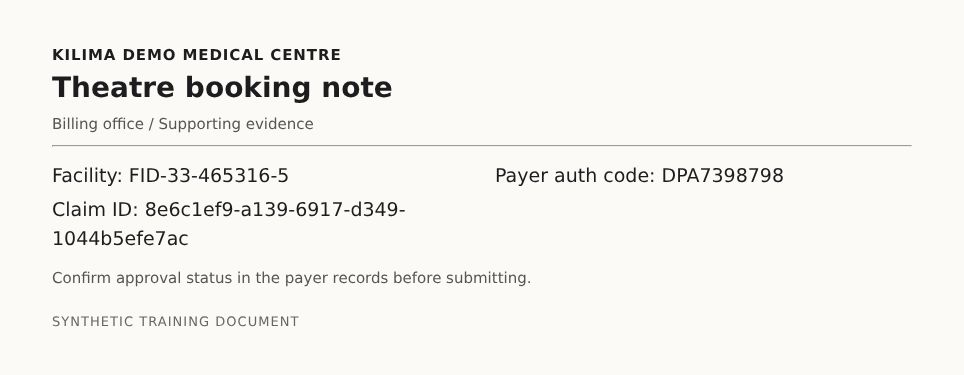 KILIMA DEMO MEDICAL CENTRE
Theatre booking note
Billing office / Supporting evidence
Facility: FID-33-465316-5
Payer auth code: DPA7398798
Claim ID: 8e6c1ef9-a139-6917-d349-
1044b5efe7ac
Confirm approval status in the payer records before submitting.
SYNTHETIC TRAINING DOCUMENT